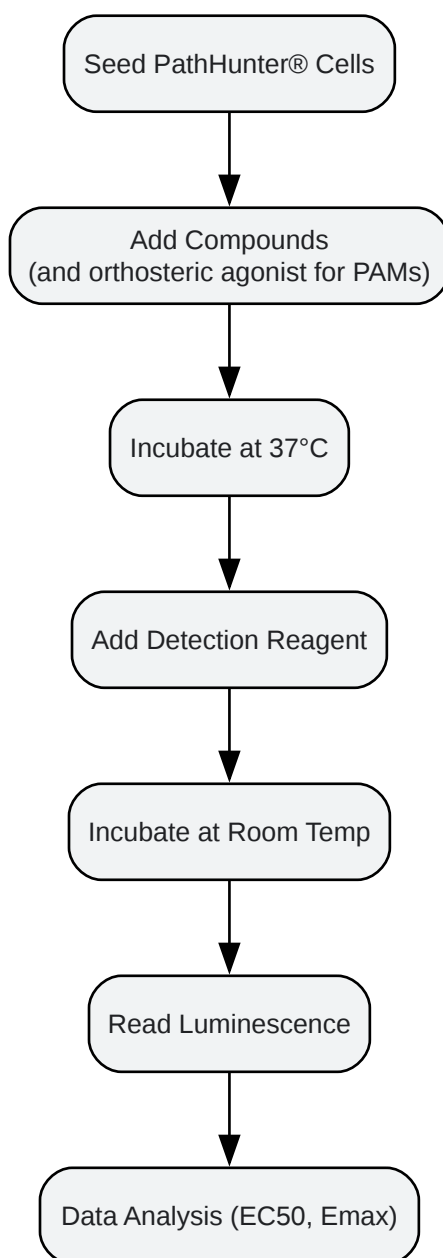 Seed PathHunter® Cells
Add Compounds
(and orthosteric agonist for PAMs)
Incubate at 37°C
Add Detection Reagent
Incubate at Room Temp
Read Luminescence
Data Analysis (EC50, Emax)